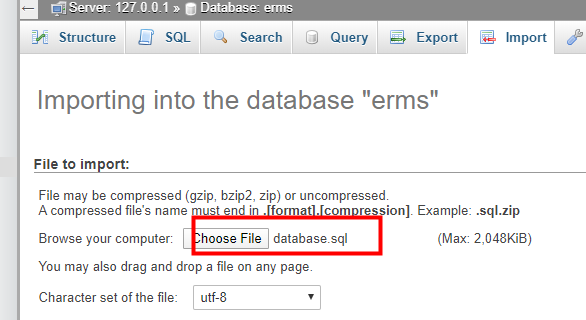 ← Server: 127.0.0.1 » Database: erms
Structure SQL Search Query Export Import
Importing into the database "erms"
File to import:
File may be compressed (gzip, bzip2, zip) or uncompressed.
A compressed file's name must end in .[format].[compression]. Example: .sql.zip
Browse your computer: Choose File database.sql (Max: 2,048KiB)
You may also drag and drop a file on any page.
Character set of the file: utf-8